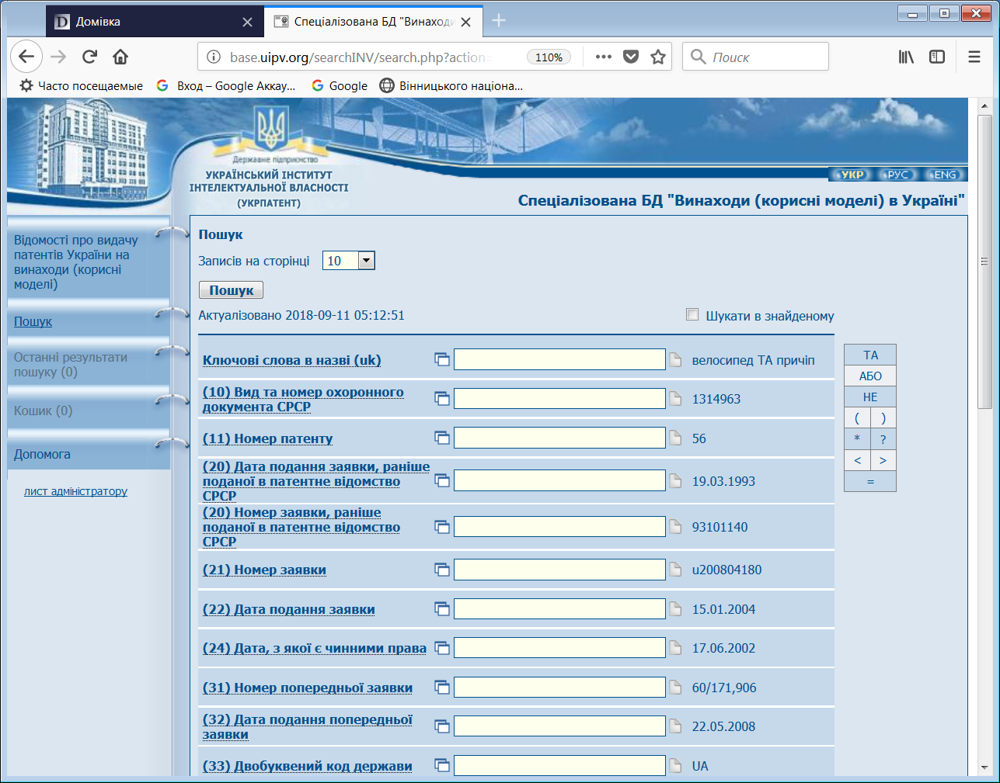 Домівка
Спеціалізована БД "Винаходи
base.uipv.org/searchINV/search.php?action=
110%
Поиск
Часто посещаемые
Вход – Google Аккау...
Google
Вінницького націона...
Державне підприємство
УКРАЇНСЬКИЙ ІНСТИТУТ
ІНТЕЛЕКТУАЛЬНОЇ ВЛАСНОСТІ
(УКРПАТЕНТ)
УКР
РУС
ENG
Спеціалізована БД "Винаходи (корисні моделі) в Україні"
Відомості про видачу
патентів України на
винаходи (корисні
моделі)
Пошук
Останні результати
пошуку (0)
Кошик (0)
Допомога
лист адміністратору
Пошук
Записів на сторінці 10
Пошук
Актуалізовано 2018-09-11 05:12:51
Шукати в знайденому
Ключові слова в назві (uk)
велосипед ТА причіп
(10) Вид та номер охоронного
документа СРСР
1314963
(11) Номер патенту
56
(20) Дата подання заявки, раніше
поданої в патентне відомство
СРСР
19.03.1993
(20) Номер заявки, раніше
поданої в патентне відомство
СРСР
93101140
(21) Номер заявки
u200804180
(22) Дата подання заявки
15.01.2004
(24) Дата, з якої є чинними права
17.06.2002
(31) Номер попередньої заявки
60/171,906
(32) Дата подання попередньої
заявки
22.05.2008
(33) Двобуквений код держави
UA
ТА
АБО
НЕ
( )
* ?
< >
=